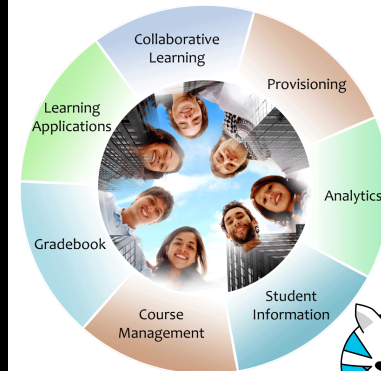 Collaborative
Learning
Provisioning
Analytics
Student
Information
Course
Management
Gradebook
Learning
Applications